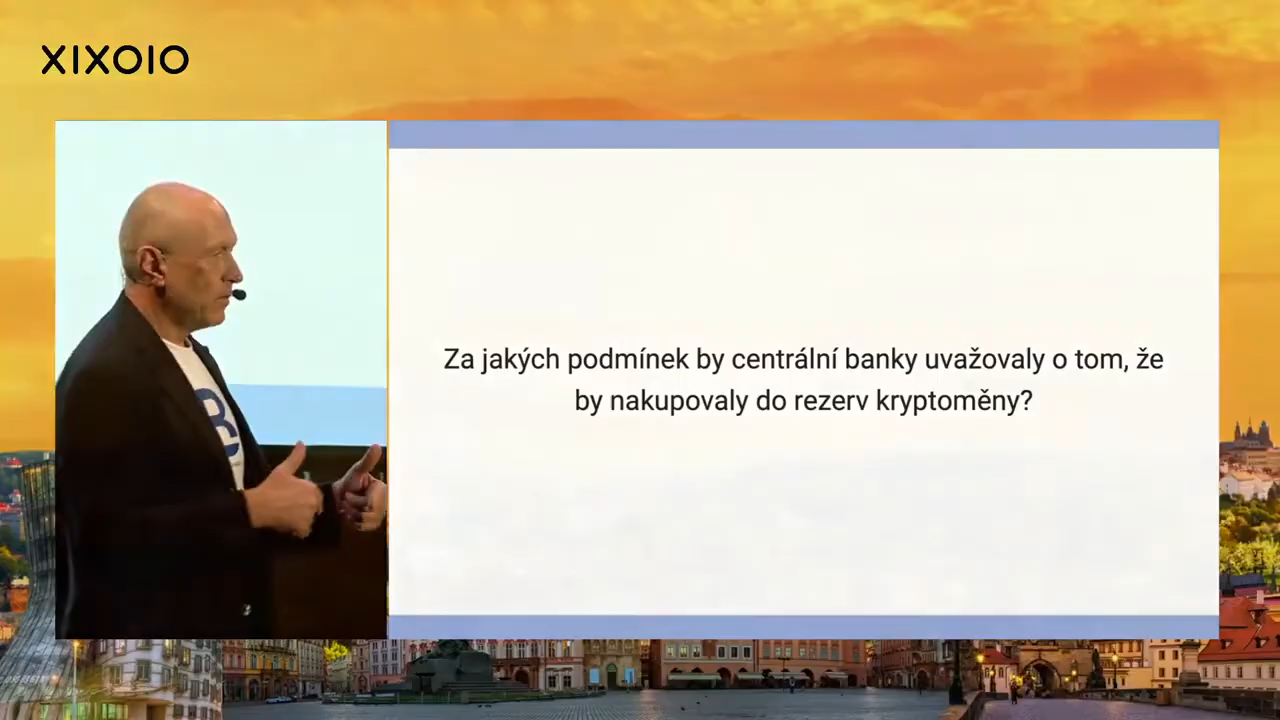 XIXOIO
Za jakých podmínek by centrální banky uvažovaly o tom, že
by nakupovaly do rezerv kryptoměny?